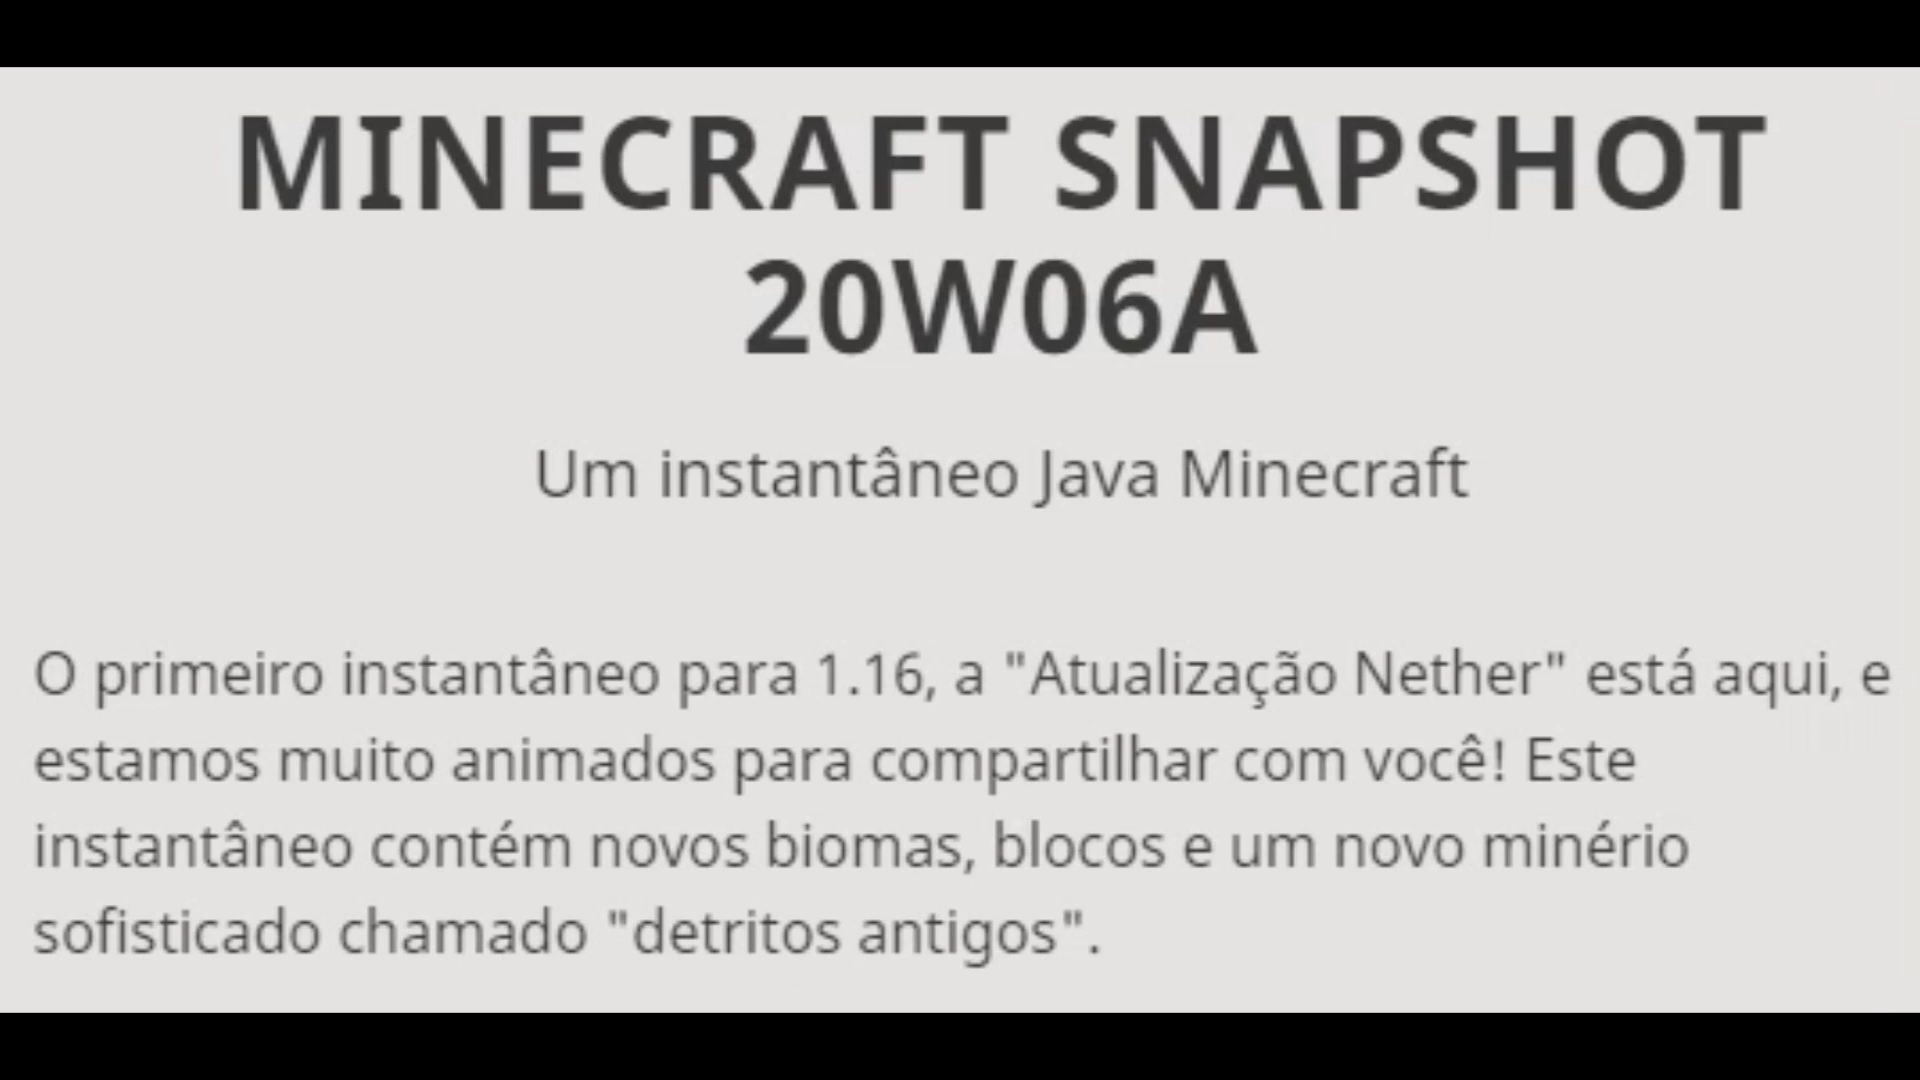 MINECRAFT SNAPSHOT
20W06A
Um instantâneo Java Minecraft
O primeiro instantâneo para 1.16, a "Atualização Nether" está aqui, e
estamos muito animados para compartilhar com você! Este
instantâneo contém novos biomas, blocos e um novo minério
sofisticado chamado "detritos antigos".